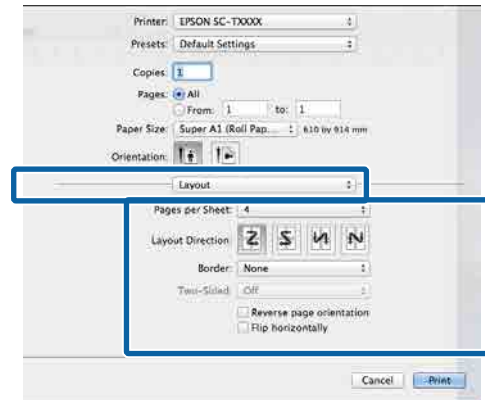 Printer: EPSON SC-TXXXX
Presets: Default Settings
Copies: 1
Pages: All
From: 1 to: 1
Paper Size: Super A1 (Roll Pap... 610 by 914 mm
Orientation:
Layout
Pages per Sheet: 4
Layout Direction:
Border: None
Two-Sided: Off
Reverse page orientation
Flip horizontally
Cancel Print